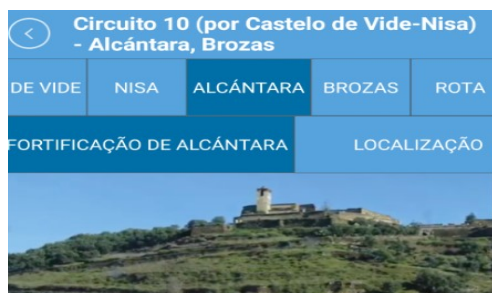 Circuito 10 (por Castelo de Vide-Nisa)
- Alcántara, Brozas
DE VIDE NISA ALCÁNTARA BROZAS ROTA
FORTIFICAÇÃO DE ALCÁNTARA LOCALIZAÇÃO